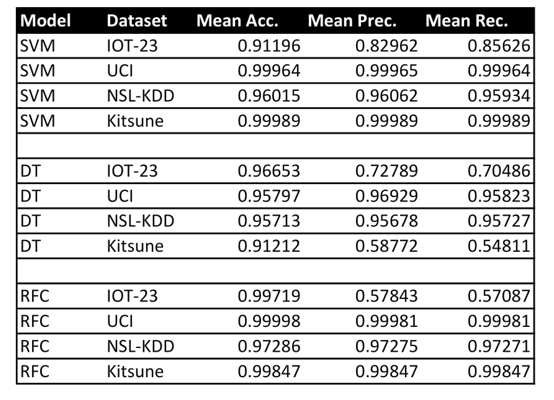 Model Dataset Mean Acc. Mean Prec. Mean Rec.
SVM IOT-23 0.91196 0.82962 0.85626
SVM UCI 0.99964 0.99965 0.99964
SVM NSL-KDD 0.96015 0.96062 0.95934
SVM Kitsune 0.99989 0.99989 0.99989
DT IOT-23 0.96653 0.72789 0.70486
DT UCI 0.95797 0.96929 0.95823
DT NSL-KDD 0.95713 0.95678 0.95727
DT Kitsune 0.91212 0.58772 0.54811
RFC IOT-23 0.99719 0.57843 0.57087
RFC UCI 0.99998 0.99981 0.99981
RFC NSL-KDD 0.97286 0.97275 0.97271
RFC Kitsune 0.99847 0.99847 0.99847